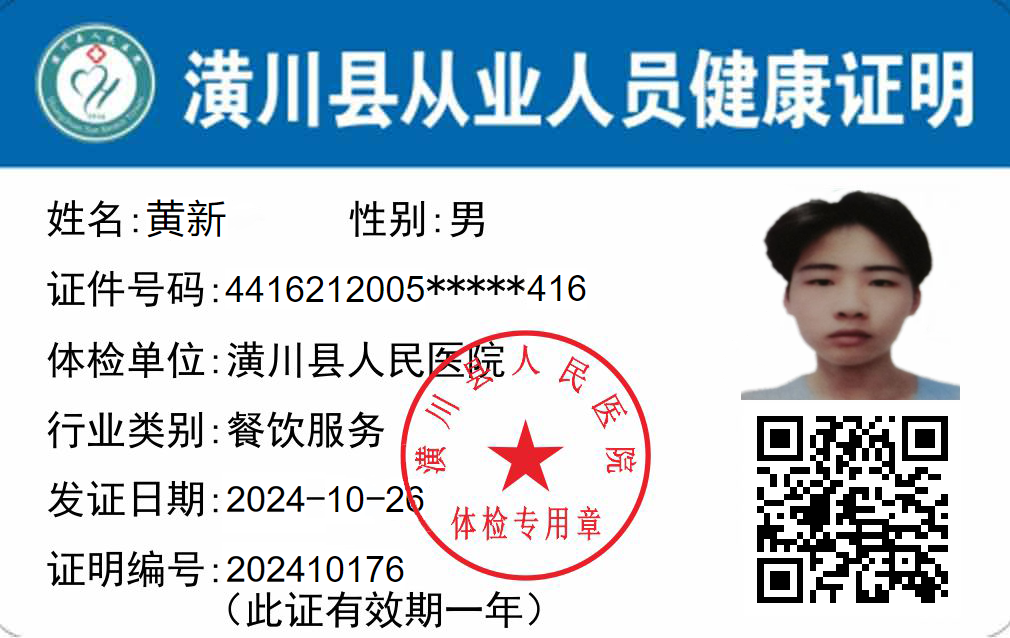 潢川县从业人员健康证明
姓名:黄新 性别:男
证件号码:4416212005*****416
体检单位:潢川县人民医院
行业类别:餐饮服务
发证日期:2024-10-26
证明编号:202410176
(此证有效期一年)
潢川县人民医院
体检专用章